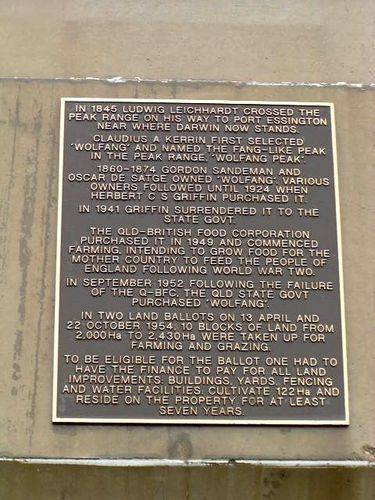 IN 1845 LUDWIG LEICHHARDT CROSSED THE
PEAK RANGE ON HIS WAY TO PORT ESSINGTON
NEAR WHERE DARWIN NOW STANDS.
CLAUDIUS A KERRIN FIRST SELECTED
"WOLFANG" AND NAMED THE FANG-LIKE PEAK
IN THE PEAK RANGE, "WOLFANG PEAK".
1860-1874 GORDON SANDEMAN AND
OSCAR DE SATGE OWNED "WOLFANG". VARIOUS
OWNERS FOLLOWED UNTIL 1924 WHEN
HERBERT C S GRIFFIN PURCHASED IT.
IN 1941 GRIFFIN SURRENDERED IT TO THE
STATE GOVT.
THE QLD-BRITISH FOOD CORPORATION
PURCHASED IT IN 1949 AND COMMENCED
FARMING, INTENDING TO GROW FOOD FOR THE
MOTHER COUNTRY TO FEED THE PEOPLE OF
ENGLAND FOLLOWING WORLD WAR TWO.
IN SEPTEMBER 1952 FOLLOWING THE FAILURE
OF THE Q-BFC, THE QLD STATE GOVT
PURCHASED "WOLFANG".
IN TWO LAND BALLOTS ON 13 APRIL AND
22 OCTOBER 1954, 10 BLOCKS OF LAND FROM
2,000Ha TO 2,430Ha WERE TAKEN UP FOR
FARMING AND GRAZING.
TO BE ELIGIBLE FOR THE BALLOT ONE HAD TO
HAVE THE FINANCE TO PAY FOR ALL LAND
IMPROVEMENTS: BUILDINGS, YARDS, FENCING
AND WATER FACILITIES; CULTIVATE 122Ha AND
RESIDE ON THE PROPERTY FOR AT LEAST
SEVEN YEARS.